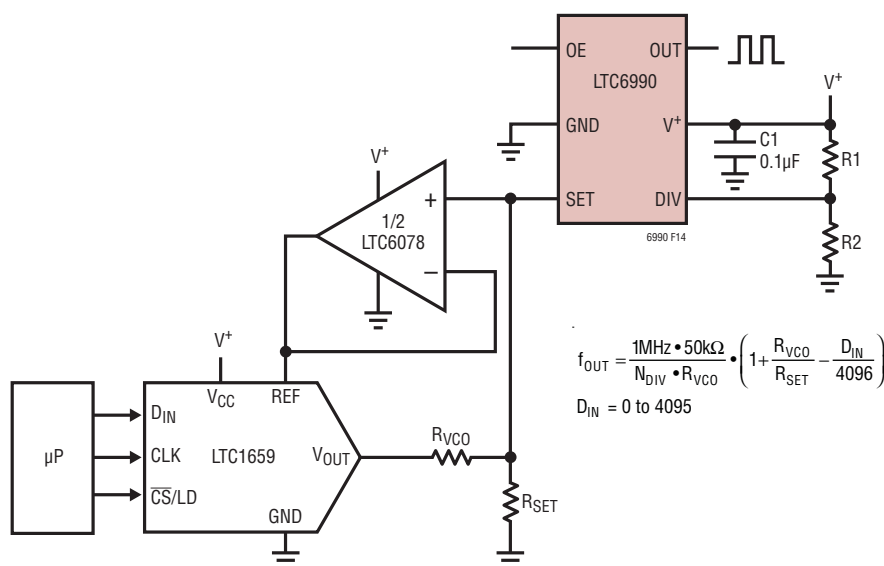 OE
OUT
LTC6990
GND
V+
SET
DIV
V+
C1
0.1µF
R1
R2
6990 F14
V+
+
1/2
LTC6078
−
V+
VCC
REF
µP
DIN
CLK
CS/LD
LTC1659
VOUT
GND
RVCO
RSET
fOUT = 1MHz • 50kΩ / NDIV • RVCO • (1 + RVCO / RSET − DIN / 4096)
DIN = 0 to 4095